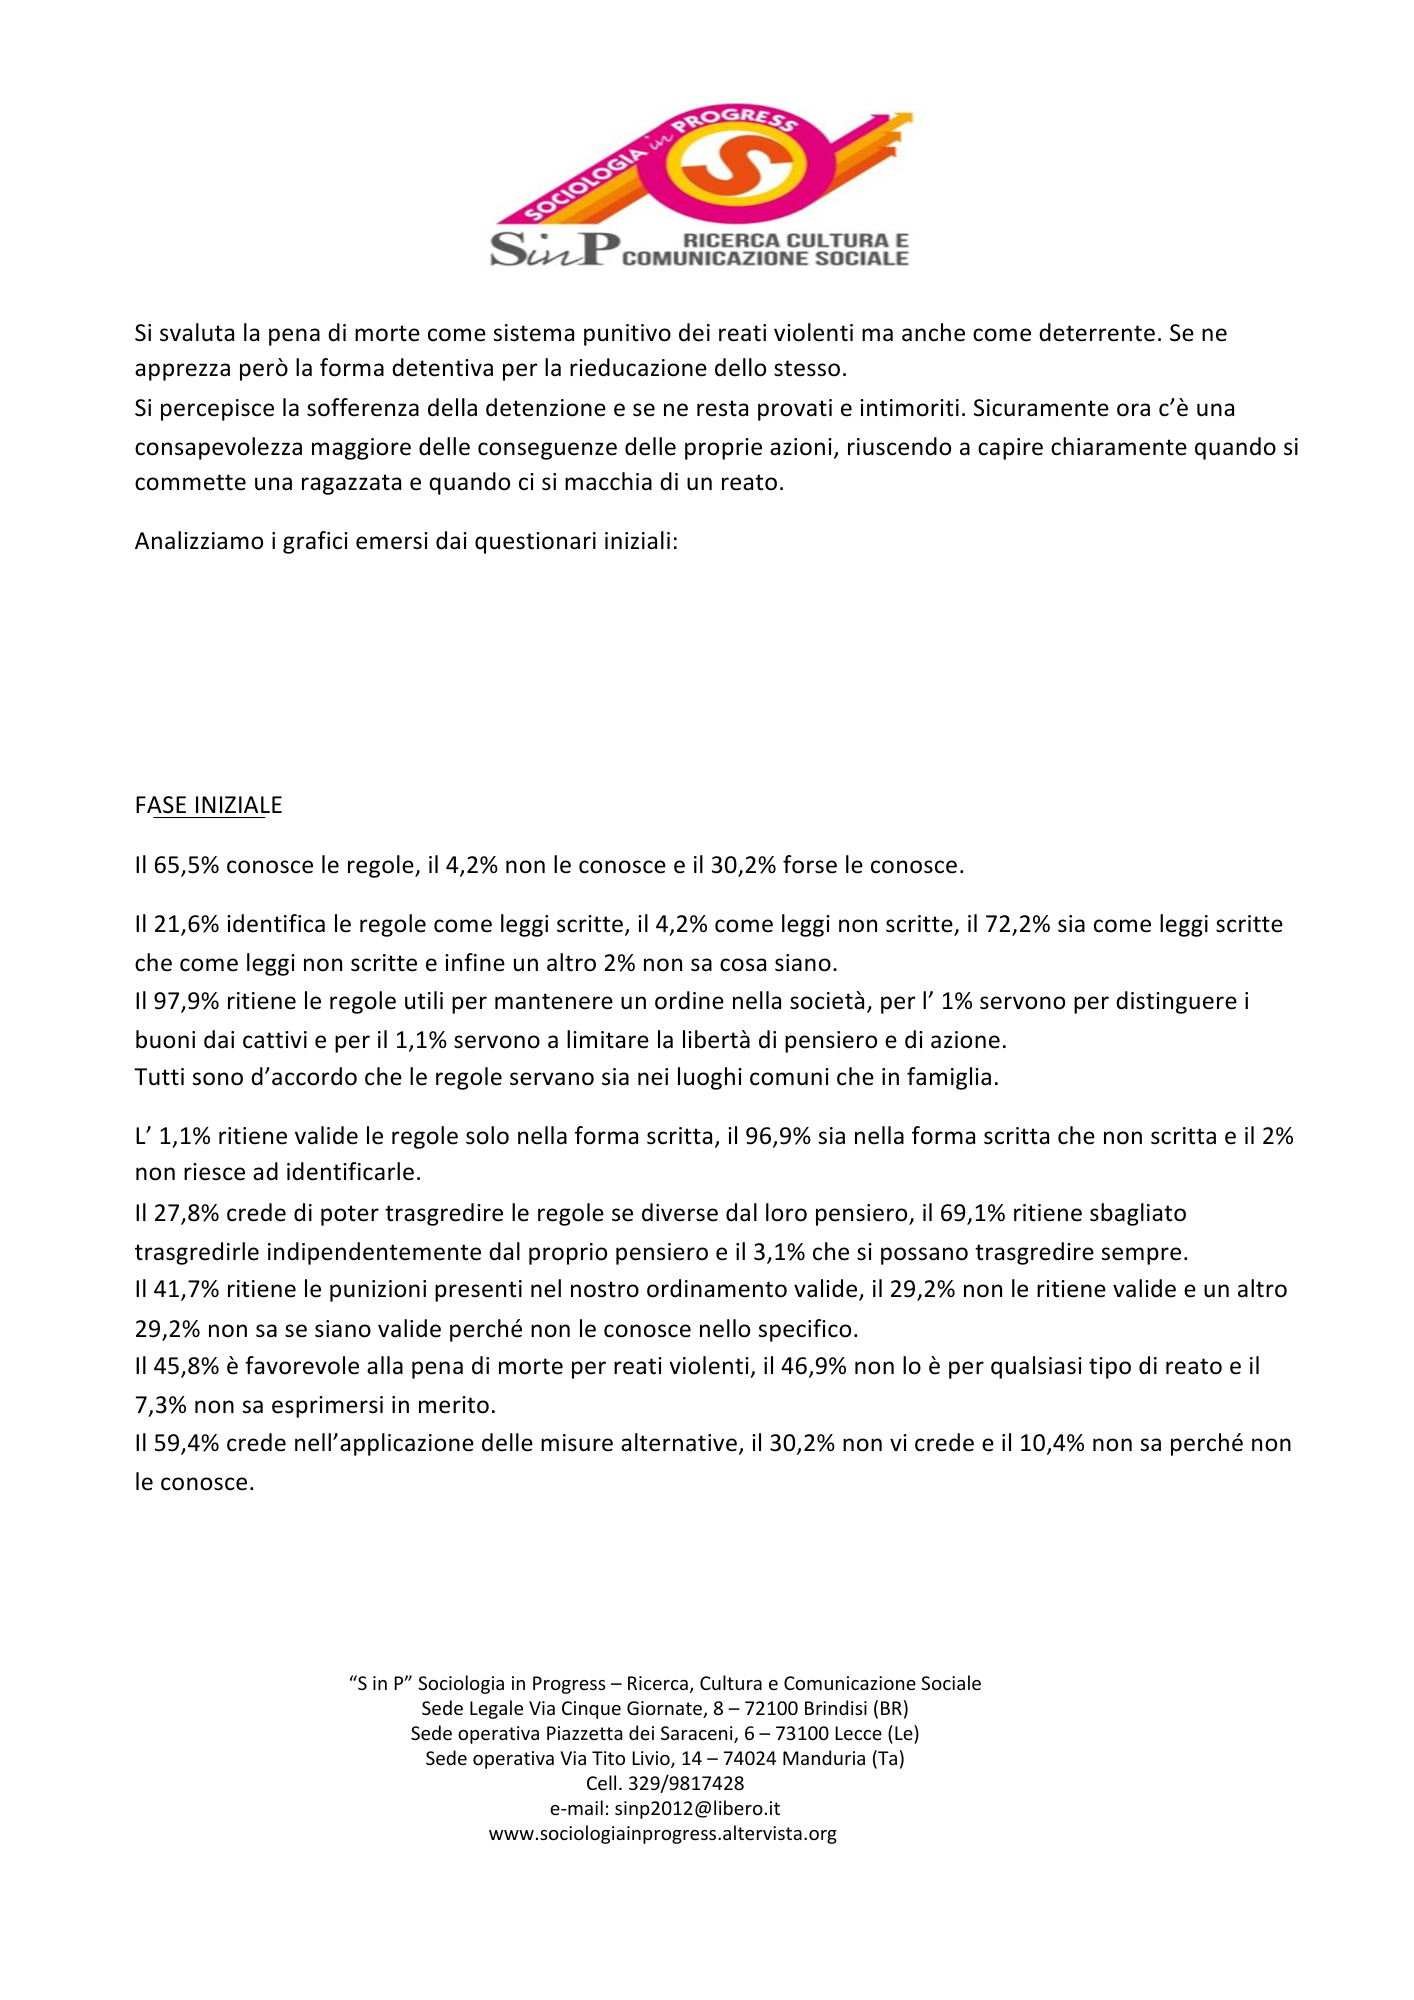 SOCIOLOGIA in PROGRESS
S
SinP RICERCA CULTURA E
COMUNICAZIONE SOCIALE
Si svaluta la pena di morte come sistema punitivo dei reati violenti ma anche come deterrente. Se ne
apprezza però la forma detentiva per la rieducazione dello stesso.
Si percepisce la sofferenza della detenzione e se ne resta provati e intimoriti. Sicuramente ora c’è una
consapevolezza maggiore delle conseguenze delle proprie azioni, riuscendo a capire chiaramente quando si
commette una ragazzata e quando ci si macchia di un reato.
Analizziamo i grafici emersi dai questionari iniziali:
FASE INIZIALE
Il 65,5% conosce le regole, il 4,2% non le conosce e il 30,2% forse le conosce.
Il 21,6% identifica le regole come leggi scritte, il 4,2% come leggi non scritte, il 72,2% sia come leggi scritte
che come leggi non scritte e infine un altro 2% non sa cosa siano.
Il 97,9% ritiene le regole utili per mantenere un ordine nella società, per l’ 1% servono per distinguere i
buoni dai cattivi e per il 1,1% servono a limitare la libertà di pensiero e di azione.
Tutti sono d’accordo che le regole servano sia nei luoghi comuni che in famiglia.
L’ 1,1% ritiene valide le regole solo nella forma scritta, il 96,9% sia nella forma scritta che non scritta e il 2%
non riesce ad identificarle.
Il 27,8% crede di poter trasgredire le regole se diverse dal loro pensiero, il 69,1% ritiene sbagliato
trasgredirle indipendentemente dal proprio pensiero e il 3,1% che si possano trasgredire sempre.
Il 41,7% ritiene le punizioni presenti nel nostro ordinamento valide, il 29,2% non le ritiene valide e un altro
29,2% non sa se siano valide perché non le conosce nello specifico.
Il 45,8% è favorevole alla pena di morte per reati violenti, il 46,9% non lo è per qualsiasi tipo di reato e il
7,3% non sa esprimersi in merito.
Il 59,4% crede nell’applicazione delle misure alternative, il 30,2% non vi crede e il 10,4% non sa perché non
le conosce.
“S in P” Sociologia in Progress – Ricerca, Cultura e Comunicazione Sociale
Sede Legale Via Cinque Giornate, 8 – 72100 Brindisi (BR)
Sede operativa Piazzetta dei Saraceni, 6 – 73100 Lecce (Le)
Sede operativa Via Tito Livio, 14 – 74024 Manduria (Ta)
Cell. 329/9817428
e-mail: sinp2012@libero.it
www.sociologiainprogress.altervista.org